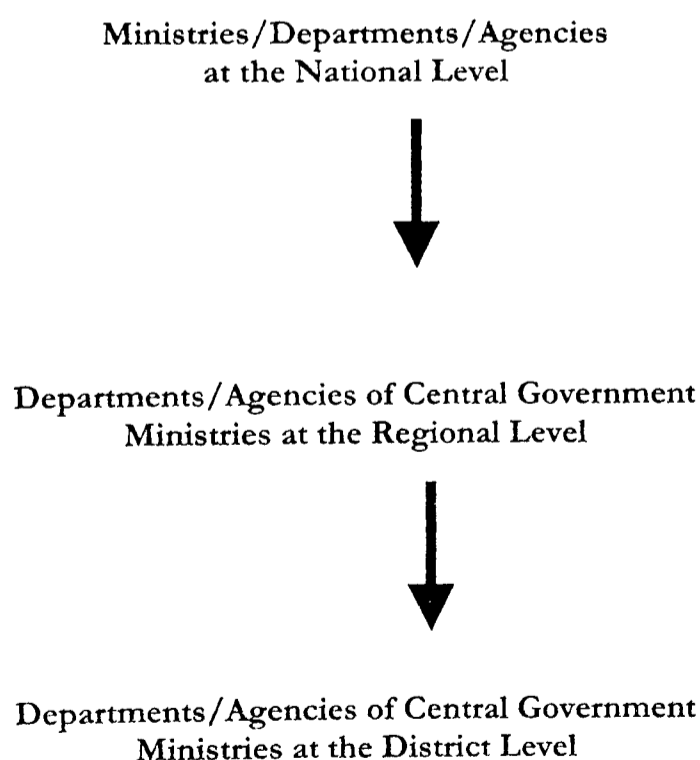 Ministries/Departments/Agencies
at the National Level
Departments/Agencies of Central Government
Ministries at the Regional Level
Departments/Agencies of Central Government
Ministries at the District Level